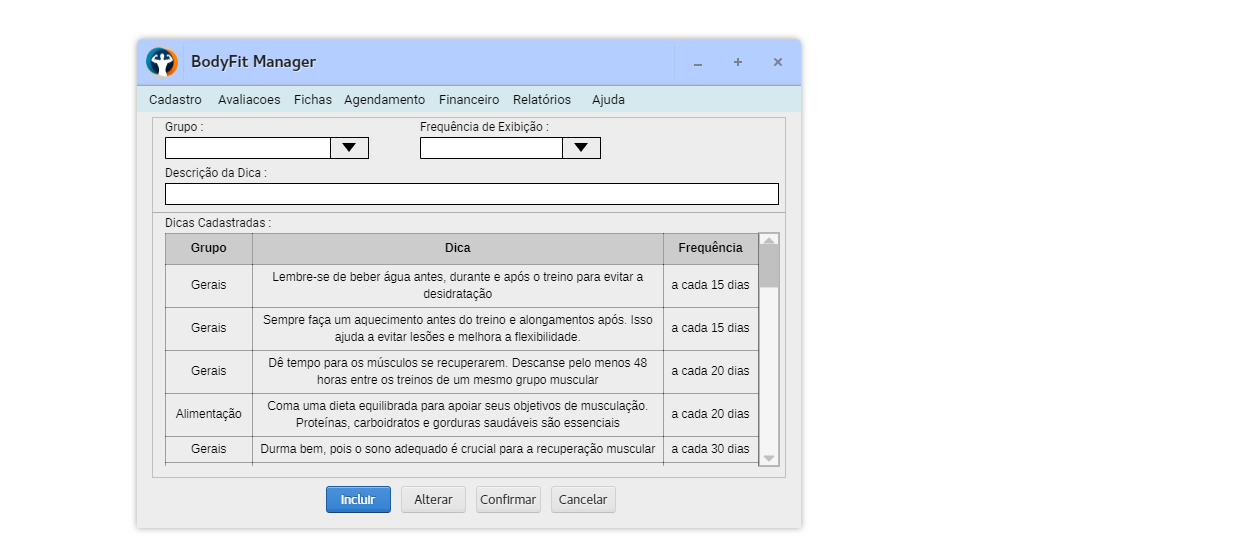 BodyFit Manager
Cadastro Avaliacoes Fichas Agendamento Financeiro Relatórios Ajuda
Grupo : Frequência de Exibição :
Descrição da Dica :
Dicas Cadastradas :
Grupo Dica Frequência
Gerais Lembre-se de beber água antes, durante e após o treino para evitar a desidratação a cada 15 dias
Gerais Sempre faça um aquecimento antes do treino e alongamentos após. Isso ajuda a evitar lesões e melhora a flexibilidade. a cada 15 dias
Gerais Dê tempo para os músculos se recuperarem. Descanse pelo menos 48 horas entre os treinos de um mesmo grupo muscular a cada 20 dias
Alimentação Coma uma dieta equilibrada para apoiar seus objetivos de musculação. Proteínas, carboidratos e gorduras saudáveis são essenciais a cada 20 dias
Gerais Durma bem, pois o sono adequado é crucial para a recuperação muscular a cada 30 dias
Incluir Alterar Confirmar Cancelar